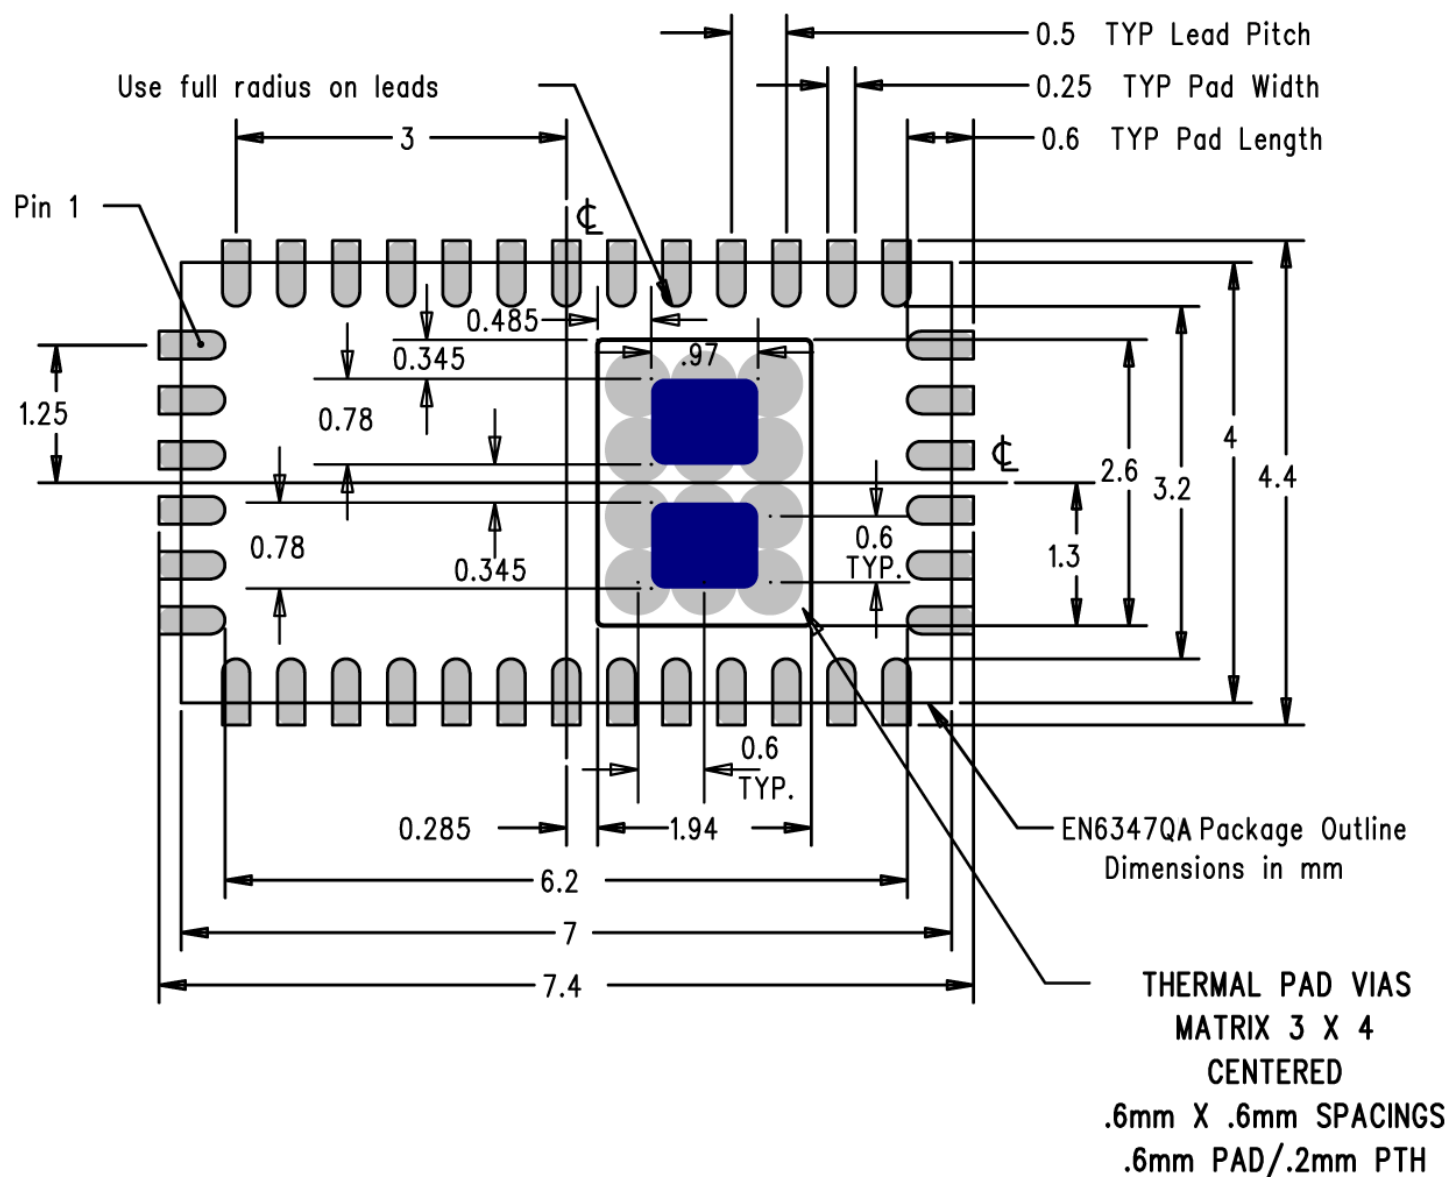 0.5 TYP Lead Pitch
Use full radius on leads
0.25 TYP Pad Width
3
0.6 TYP Pad Length
Pin 1
℄
0.485
0.345
.97
1.25
0.78
4
℄
2.6
3.2
4.4
0.78
0.345
0.6
TYP.
1.3
0.6
TYP.
0.285
1.94
EN6347QA Package Outline
Dimensions in mm
6.2
7
7.4
THERMAL PAD VIAS
MATRIX 3 X 4
CENTERED
.6mm X .6mm SPACINGS
.6mm PAD/.2mm PTH